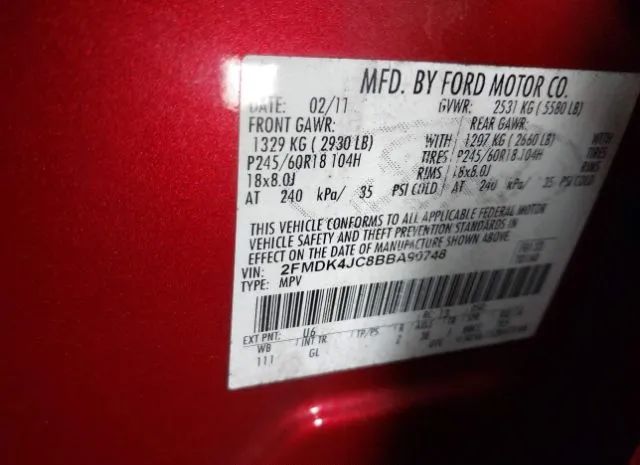 MFD. BY FORD MOTOR CO.
DATE: 02/11 GVWR: 2531 KG ( 5580 LB)
FRONT GAWR: REAR GAWR:
1329 KG ( 2930 LB) WITH 1207 KG ( 2660 LB) WITH
P245/60R18 104H TIRES P245/60R18 104H TIRES
18x8.0J RIMS 18x8.0J RIMS
AT 240 kPa/ 35 PSI COLD AT 240 kPa/ 35 PSI COLD
THIS VEHICLE CONFORMS TO ALL APPLICABLE FEDERAL MOTOR
VEHICLE SAFETY AND THEFT PREVENTION STANDARDS IN
EFFECT ON THE DATE OF MANUFACTURE SHOWN ABOVE.
VIN: 2FMDK4JC8BBA90748
TYPE: MPV
EXT PNT: U6
WB INT TR TP/PS R
111 GL 2